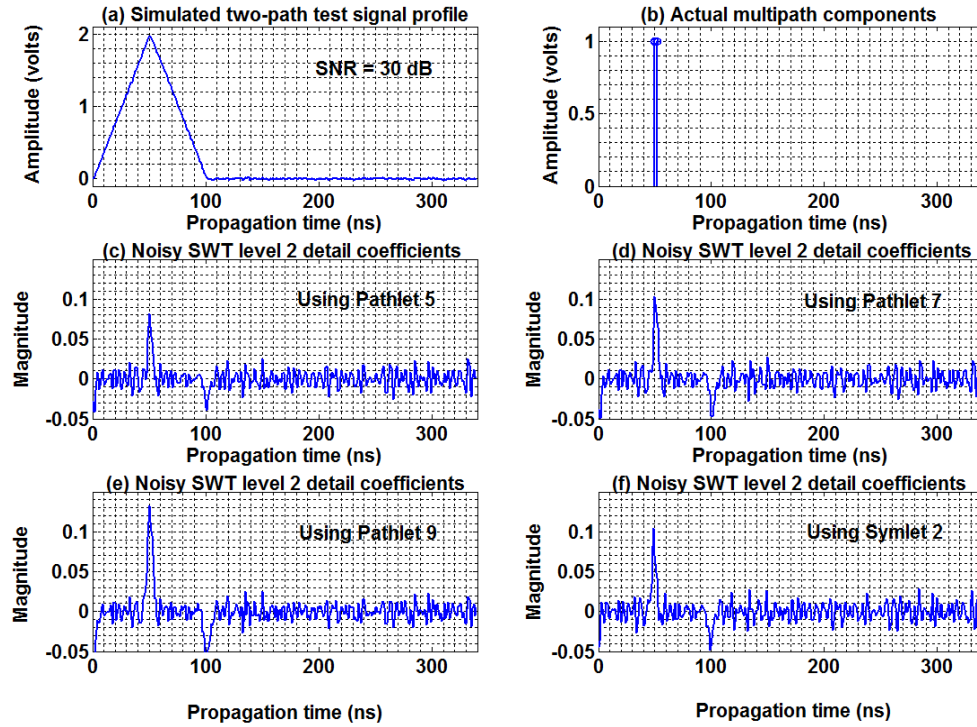 (a) Simulated two-path test signal profile
SNR = 30 dB
Amplitude (volts)
2
1
0
0 100 200 300
Propagation time (ns)
(b) Actual multipath components
Amplitude (volts)
1
0.5
0
0 100 200 300
Propagation time (ns)
(c) Noisy SWT level 2 detail coefficients
Using Pathlet 5
Magnitude
0.1
0.05
0
-0.05
0 100 200 300
Propagation time (ns)
(d) Noisy SWT level 2 detail coefficients
Using Pathlet 7
Magnitude
0.1
0.05
0
-0.05
0 100 200 300
Propagation time (ns)
(e) Noisy SWT level 2 detail coefficients
Using Pathlet 9
Magnitude
0.1
0.05
0
-0.05
0 100 200 300
Propagation time (ns)
(f) Noisy SWT level 2 detail coefficients
Using Symlet 2
Magnitude
0.1
0.05
0
-0.05
0 100 200 300
Propagation time (ns)